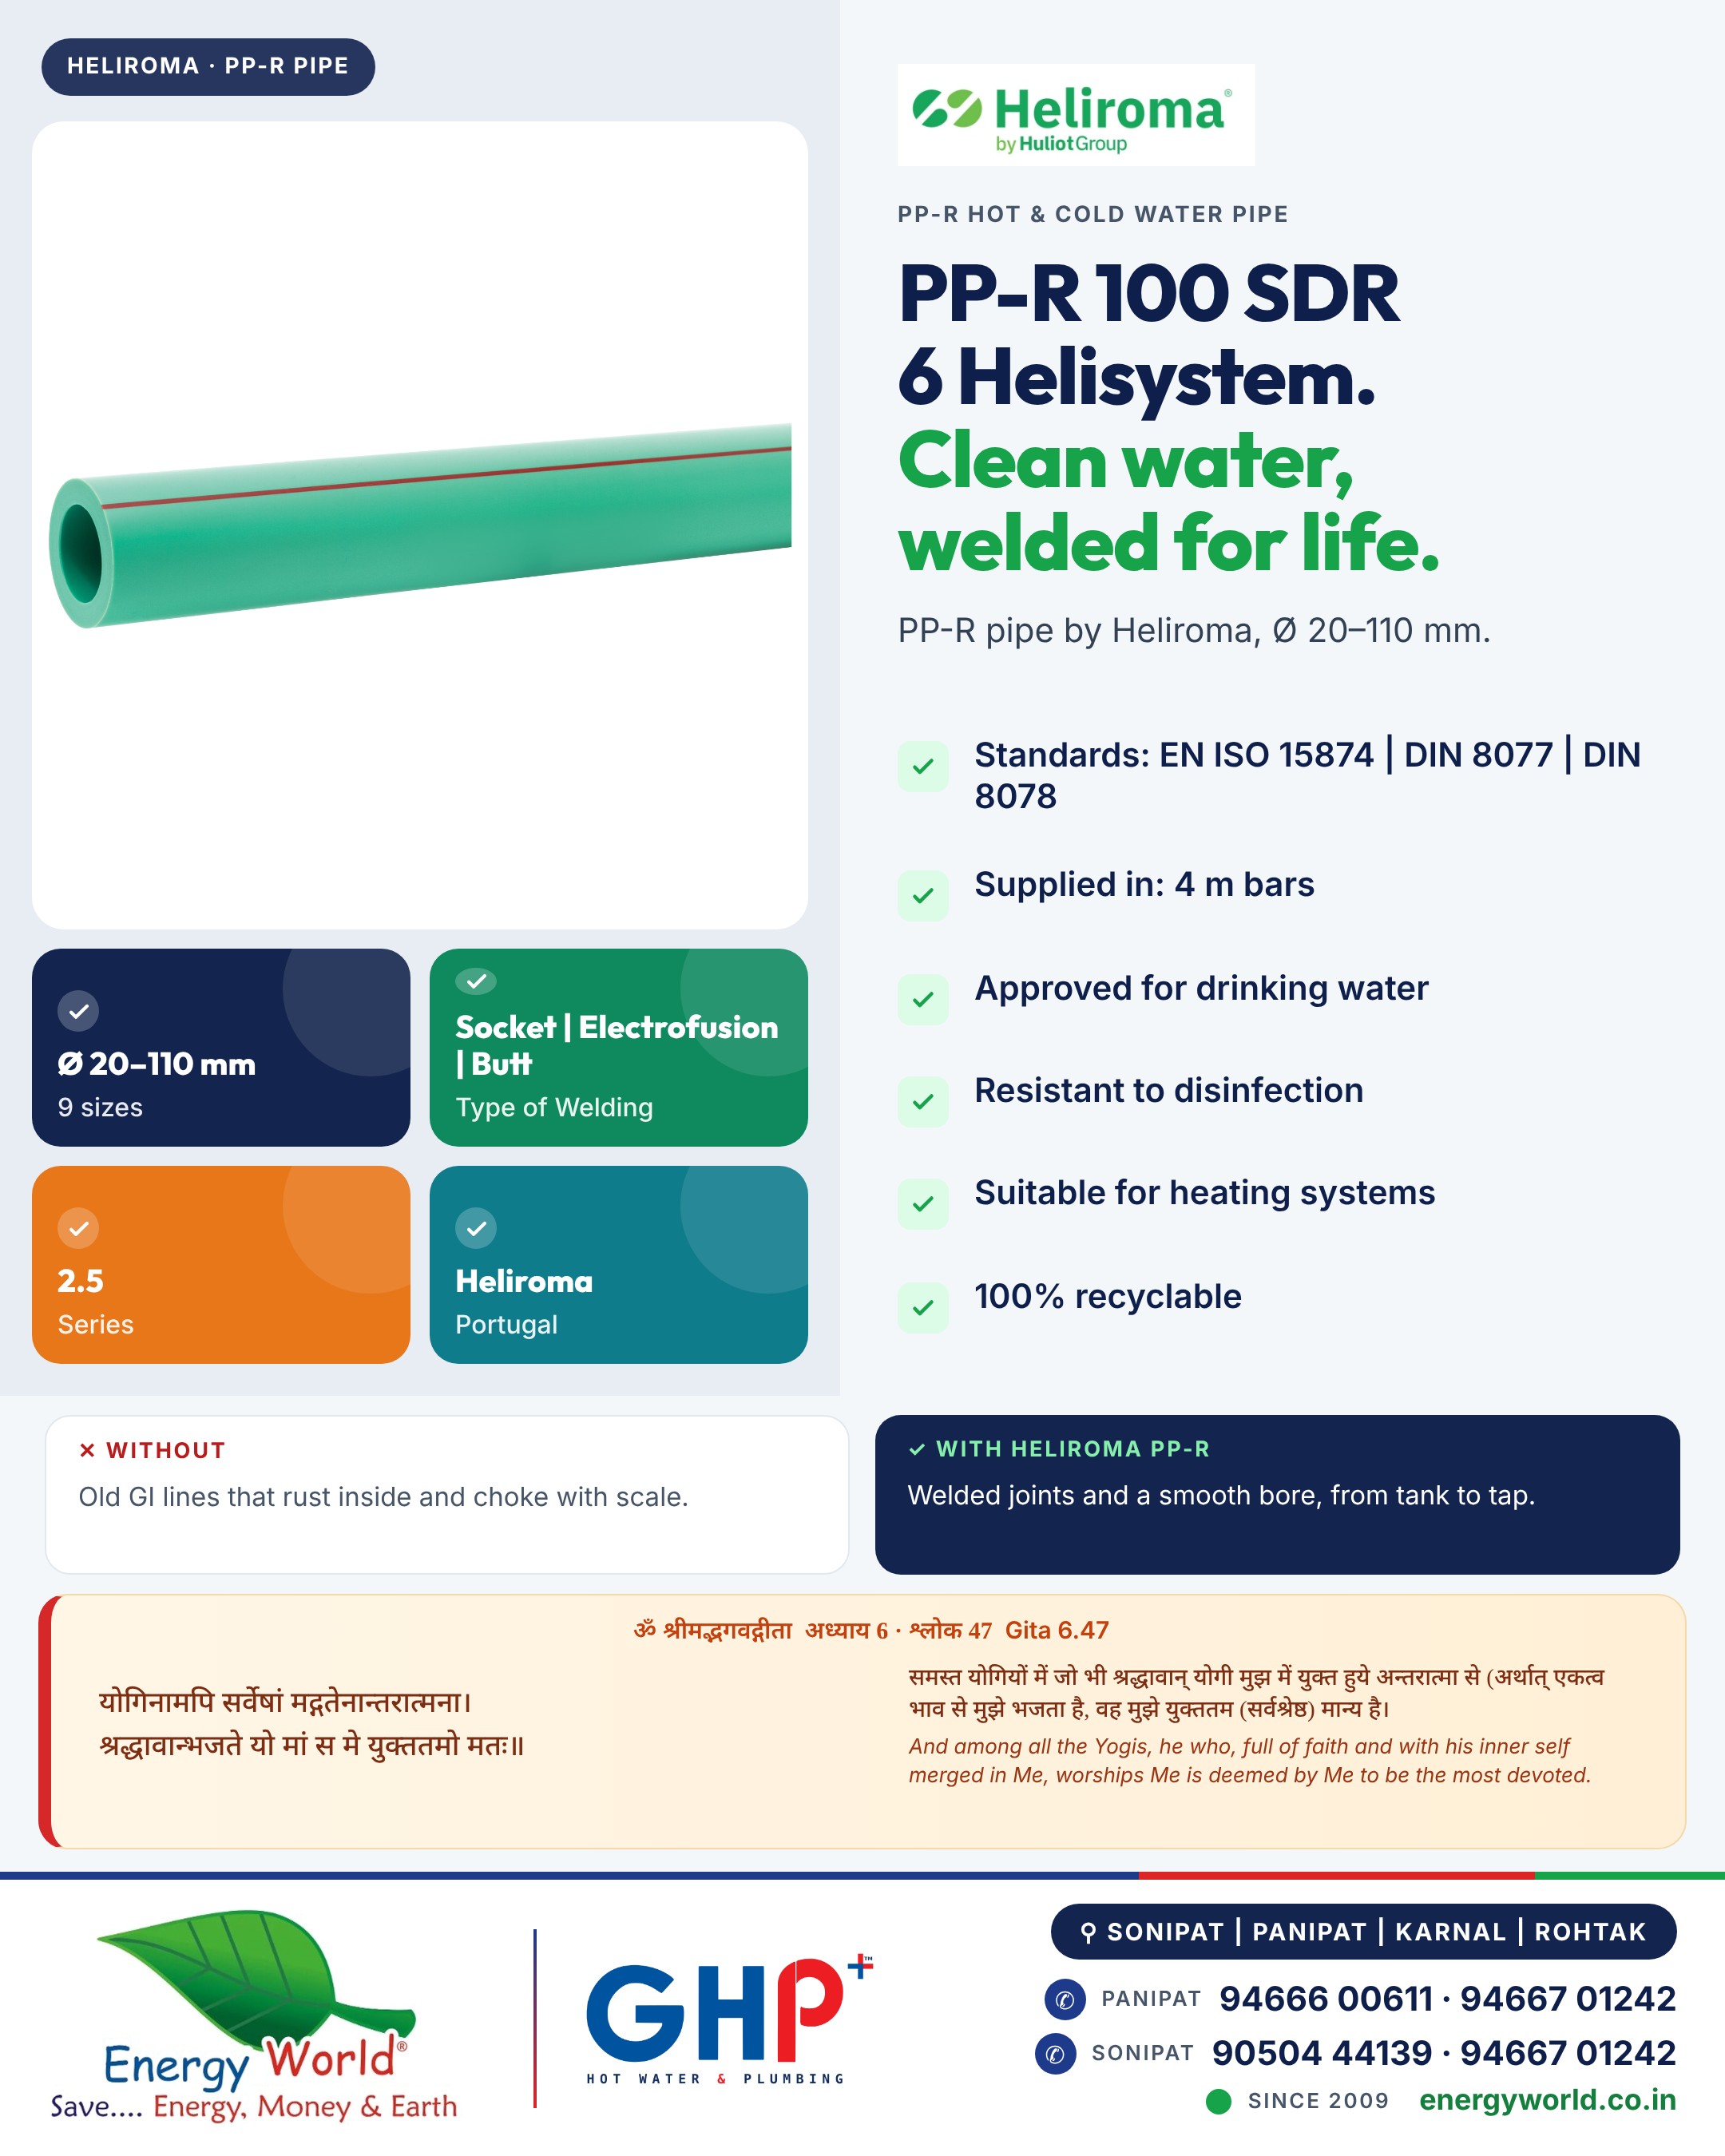 HELIROMA · PP-R PIPE
Heliroma®
by HuliotGroup
PP-R HOT & COLD WATER PIPE
PP-R 100 SDR
6 Helisystem.
Clean water,
welded for life.
PP-R pipe by Heliroma, Ø 20–110 mm.
Standards: EN ISO 15874 | DIN 8077 | DIN
8078
Supplied in: 4 m bars
Approved for drinking water
Resistant to disinfection
Suitable for heating systems
100% recyclable
Ø 20–110 mm
9 sizes
Socket | Electrofusion
| Butt
Type of Welding
2.5
Series
Heliroma
Portugal
✕ WITHOUT
Old GI lines that rust inside and choke with scale.
✓ WITH HELIROMA PP-R
Welded joints and a smooth bore, from tank to tap.
ॐ श्रीमद्भगवद्गीता अध्याय 6 · श्लोक 47 Gita 6.47
योगिनामपि सर्वेषां मद्गतेनान्तरात्मना।
श्रद्धावान्भजते यो मां स मे युक्ततमो मतः॥
समस्त योगियों में जो भी श्रद्धावान् योगी मुझ में युक्त हुये अन्तरात्मा से (अर्थात् एकत्व
भाव से मुझे भजता है, वह मुझे युक्ततम (सर्वश्रेष्ठ) मान्य है।
And among all the Yogis, he who, full of faith and with his inner self
merged in Me, worships Me is deemed by Me to be the most devoted.
Energy World®
Save.... Energy, Money & Earth
GHP+™
HOT WATER & PLUMBING
SONIPAT | PANIPAT | KARNAL | ROHTAK
PANIPAT 94666 00611 · 94667 01242
SONIPAT 90504 44139 · 94667 01242
SINCE 2009 energyworld.co.in